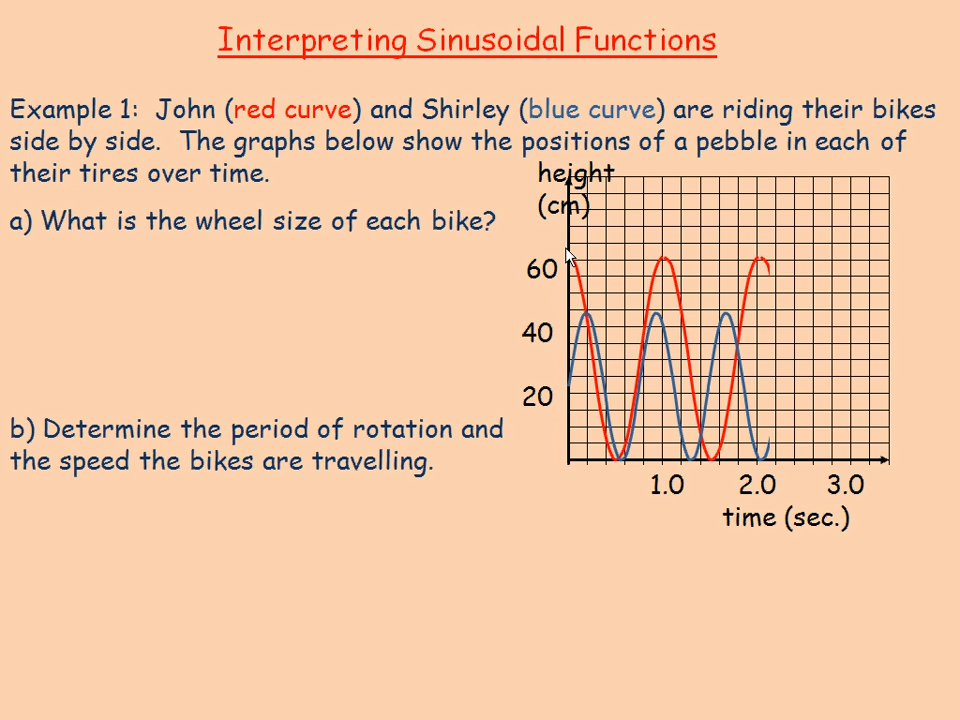 Interpreting Sinusoidal Functions
Example 1:  John (red curve) and Shirley (blue curve) are riding their bikes
side by side.  The graphs below show the positions of a pebble in each of
their tires over time.
height
(cm)
a) What is the wheel size of each bike?
60
40
20
b) Determine the period of rotation and
the speed the bikes are travelling.
1.0 2.0 3.0
time (sec.)